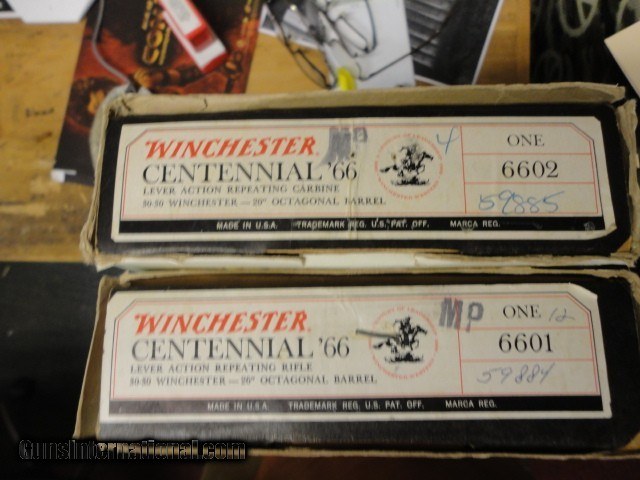 WINCHESTER MP 4 ONE
CENTENNIAL '66 6602
LEVER ACTION REPEATING CARBINE
30-30 WINCHESTER — 20" OCTAGONAL BARREL 59885
MADE IN U.S.A. TRADEMARK REG. U.S. PAT. OFF. MARCA REG.
WINCHESTER MP ONE 12
CENTENNIAL '66 6601
LEVER ACTION REPEATING RIFLE
30-30 WINCHESTER — 26" OCTAGONAL BARREL 59884
MADE IN U.S.A. TRADEMARK REG. U.S. PAT. OFF. MARCA REG.
GunsInternational.com